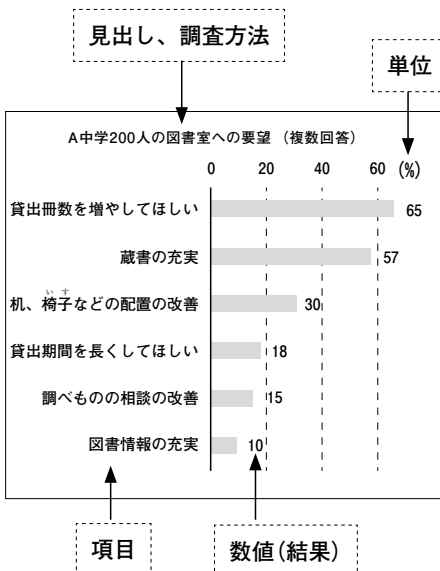 見出し、調査方法
単位
A中学200人の図書室への要望 （複数回答）
0 20 40 60 (%)
貸出冊数を増やしてほしい 65
蔵書の充実 57
いす
机、椅子などの配置の改善 30
貸出期間を長くしてほしい 18
調べものの相談の改善 15
図書情報の充実 10
項目
数値(結果)